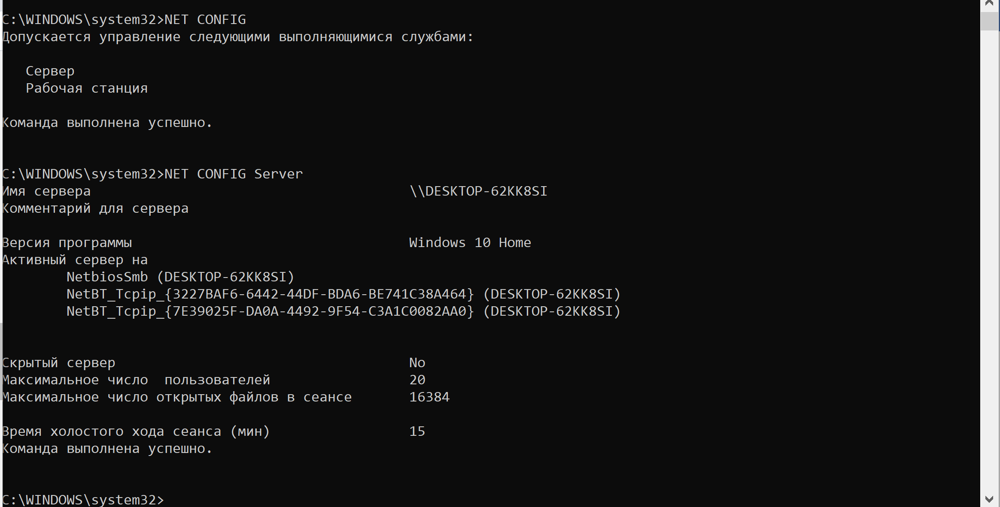 C:\WINDOWS\system32>NET CONFIG
Допускается управление следующими выполняющимися службами:
Сервер
Рабочая станция
Команда выполнена успешно.
C:\WINDOWS\system32>NET CONFIG Server
Имя сервера \\DESKTOP-62KK8SI
Комментарий для сервера
Версия программы Windows 10 Home
Активный сервер на
NetbiosSmb (DESKTOP-62KK8SI)
NetBT_Tcpip_{3227BAF6-6442-44DF-BDA6-BE741C38A464} (DESKTOP-62KK8SI)
NetBT_Tcpip_{7E39025F-DA0A-4492-9F54-C3A1C0082AA0} (DESKTOP-62KK8SI)
Скрытый сервер No
Максимальное число  пользователей 20
Максимальное число открытых файлов в сеансе 16384
Время холостого хода сеанса (мин) 15
Команда выполнена успешно.
C:\WINDOWS\system32>